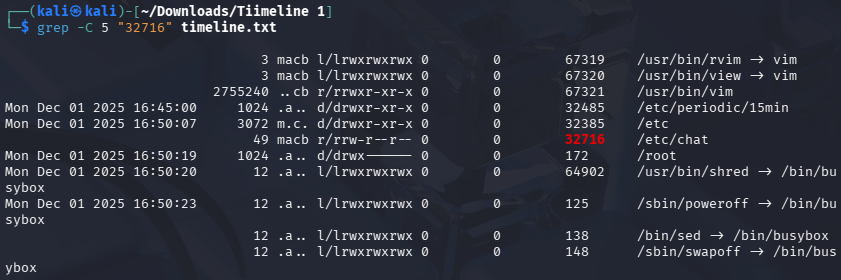 ┌──(kali㉿kali)-[~/Downloads/Tiimeline 1]
└─$ grep -C 5 "32716" timeline.txt
3 macb l/lrwxrwxrwx 0 0 67319 /usr/bin/rvim -> vim
3 macb l/lrwxrwxrwx 0 0 67320 /usr/bin/view -> vim
2755240 ..cb r/rrwxr-xr-x 0 0 67321 /usr/bin/vim
Mon Dec 01 2025 16:45:00 1024 .a.. d/drwxr-xr-x 0 0 32485 /etc/periodic/15min
Mon Dec 01 2025 16:50:07 3072 m.c. d/drwxr-xr-x 0 0 32385 /etc
49 macb r/rrw-r--r-- 0 0 32716 /etc/chat
Mon Dec 01 2025 16:50:19 1024 .a.. d/drwx------ 0 0 172 /root
Mon Dec 01 2025 16:50:20 12 .a.. l/lrwxrwxrwx 0 0 64902 /usr/bin/shred -> /bin/bu
sybox
Mon Dec 01 2025 16:50:23 12 .a.. l/lrwxrwxrwx 0 0 125 /sbin/poweroff -> /bin/bu
sybox
12 .a.. l/lrwxrwxrwx 0 0 138 /bin/sed -> /bin/busybox
12 .a.. l/lrwxrwxrwx 0 0 148 /sbin/swapoff -> /bin/bus
ybox